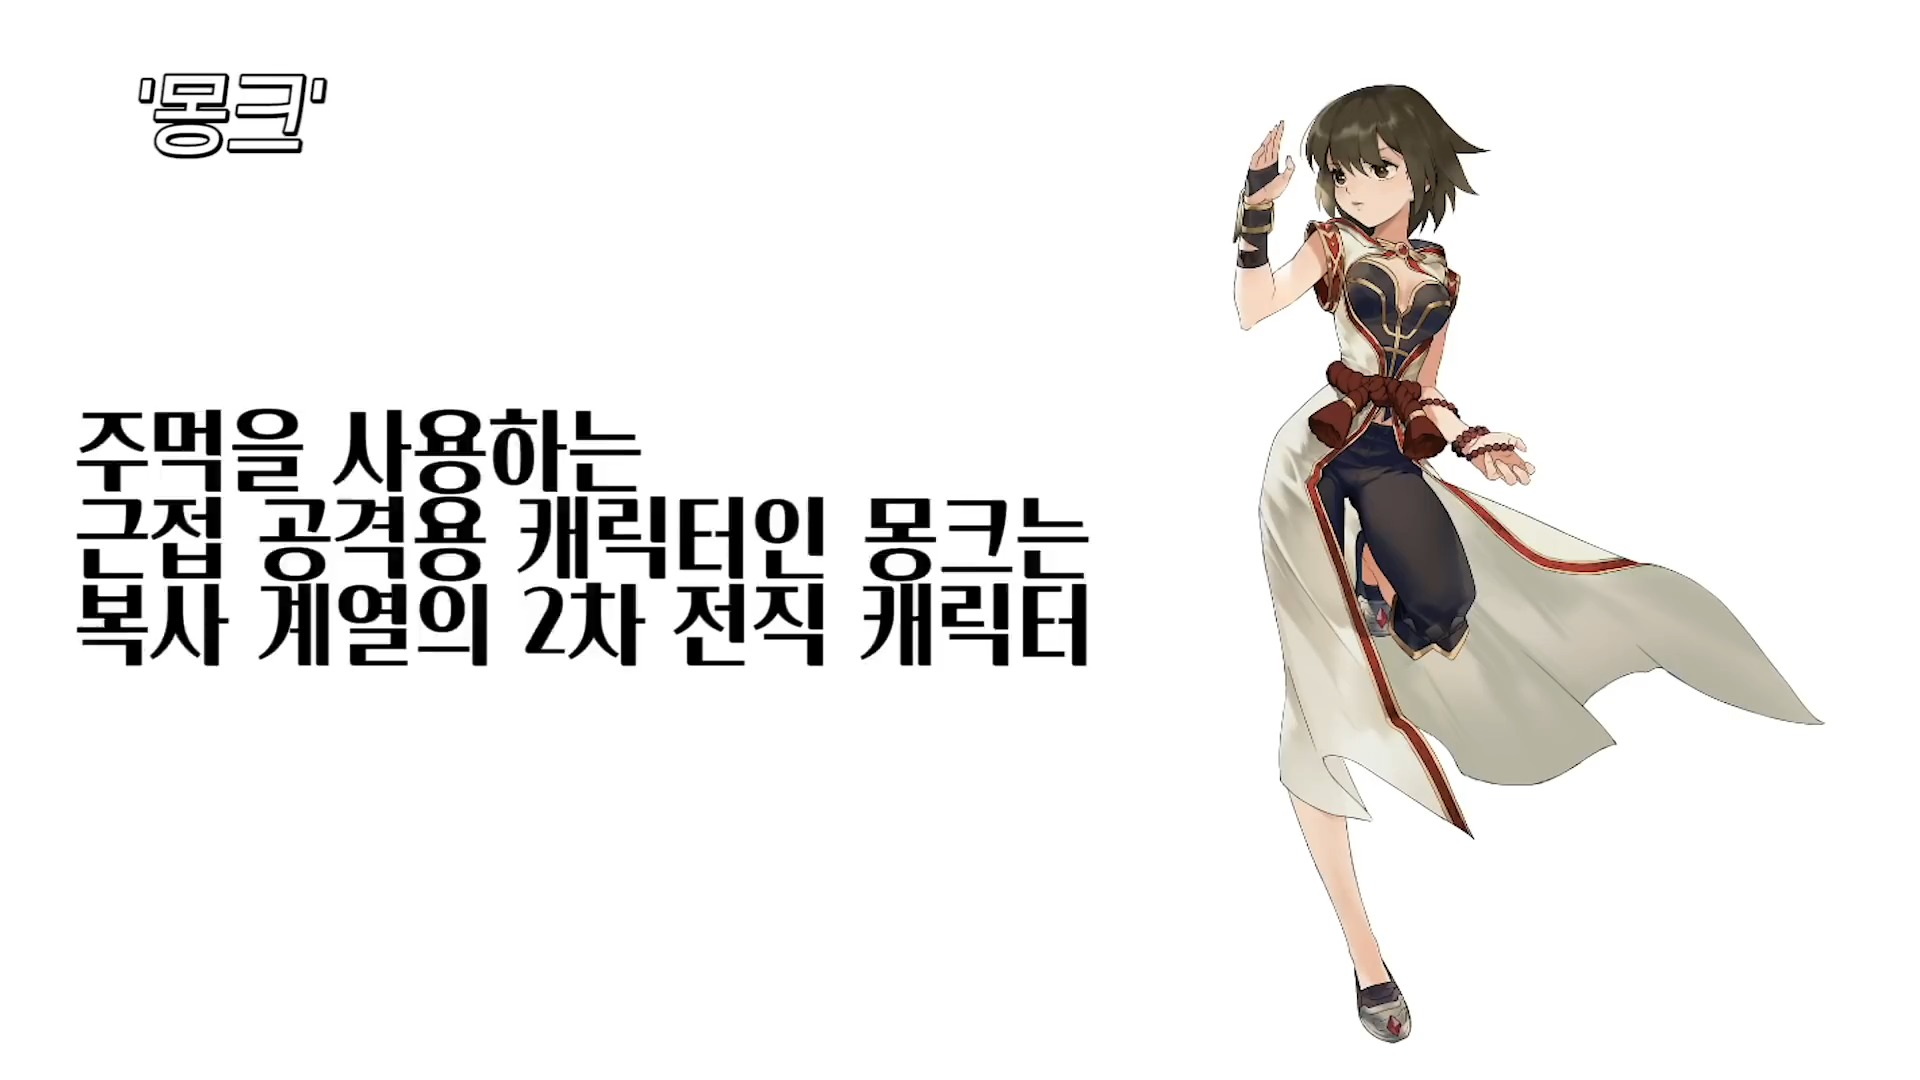 '몽크'
주먹을 사용하는
근접 공격용 캐릭터인 몽크는
복사 계열의 2차 전직 캐릭터